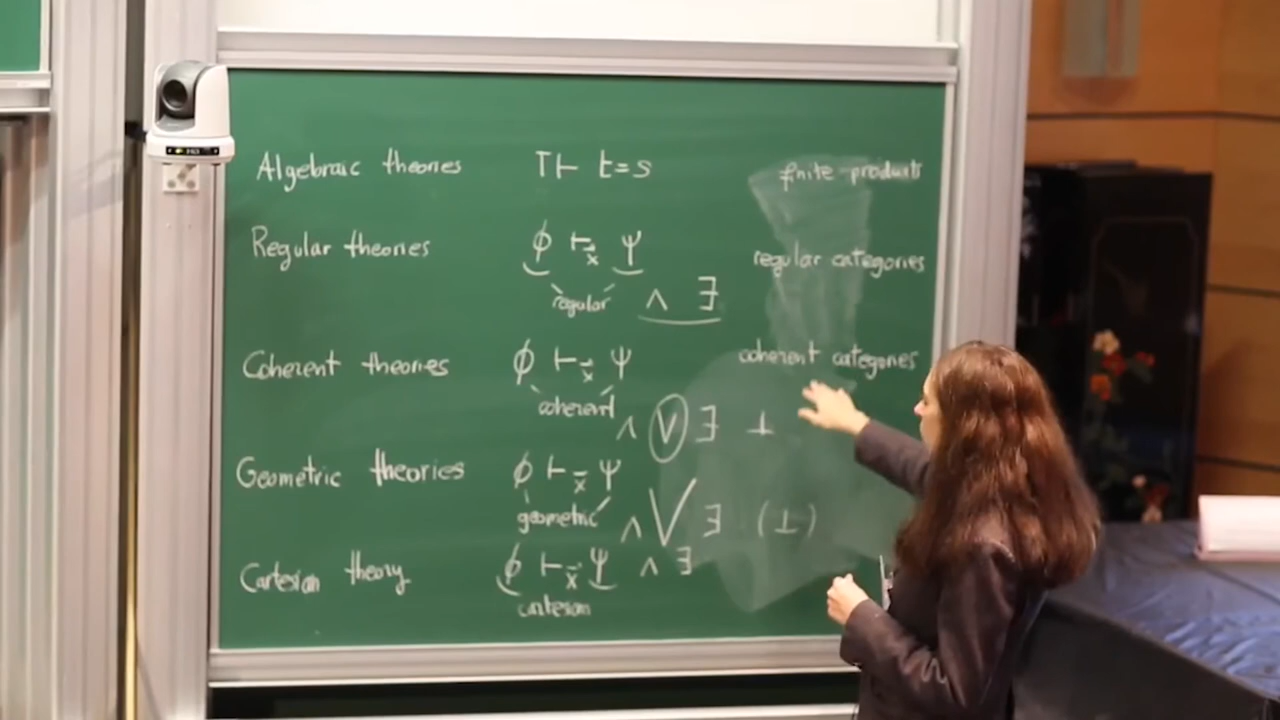 Algebraic theories T⊢ t=s finite products
Regular theories ϕ ⊢x⃗ ψ regular categories
regular ∧ ∃
Coherent theories ϕ ⊢x⃗ ψ coherent categories
coherent ∧ ∨ ∃ ⊥
Geometric theories ϕ ⊢x⃗ ψ
geometric ∧ ⋁ ∃ (⊥)
Cartesian theory ϕ ⊢x⃗ ψ ∧ ∃
cartesian